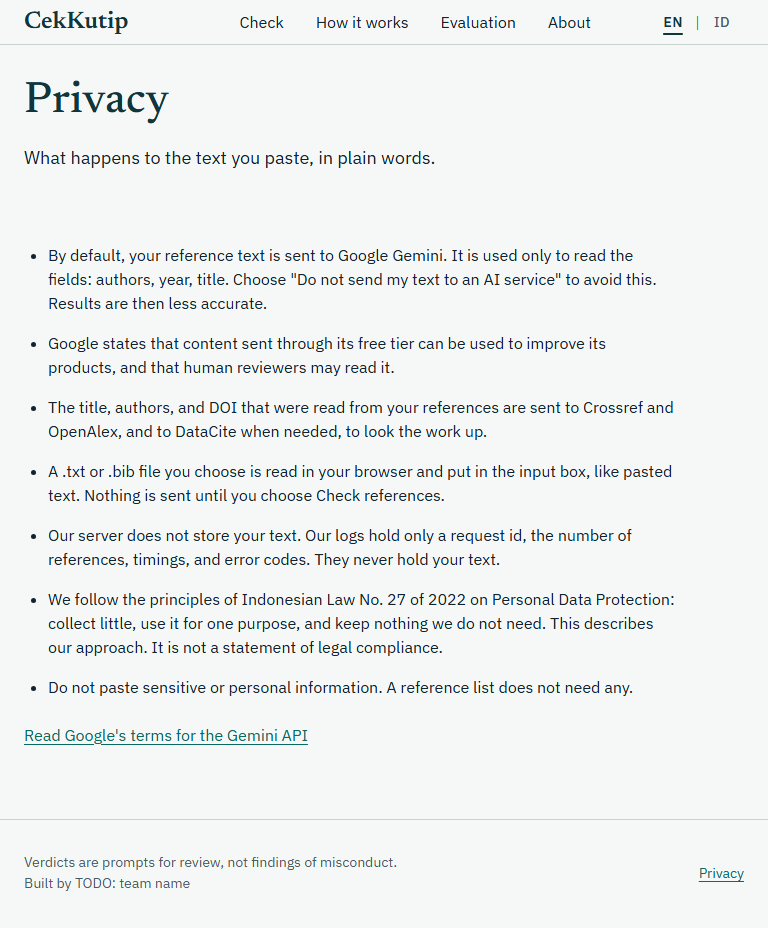 CekKutip
Check How it works Evaluation About EN | ID
Privacy
What happens to the text you paste, in plain words.
• By default, your reference text is sent to Google Gemini. It is used only to read the
fields: authors, year, title. Choose "Do not send my text to an AI service" to avoid this.
Results are then less accurate.
• Google states that content sent through its free tier can be used to improve its
products, and that human reviewers may read it.
• The title, authors, and DOI that were read from your references are sent to Crossref and
OpenAlex, and to DataCite when needed, to look the work up.
• A .txt or .bib file you choose is read in your browser and put in the input box, like pasted
text. Nothing is sent until you choose Check references.
• Our server does not store your text. Our logs hold only a request id, the number of
references, timings, and error codes. They never hold your text.
• We follow the principles of Indonesian Law No. 27 of 2022 on Personal Data Protection:
collect little, use it for one purpose, and keep nothing we do not need. This describes
our approach. It is not a statement of legal compliance.
• Do not paste sensitive or personal information. A reference list does not need any.
Read Google's terms for the Gemini API
Verdicts are prompts for review, not findings of misconduct.
Built by TODO: team name
Privacy